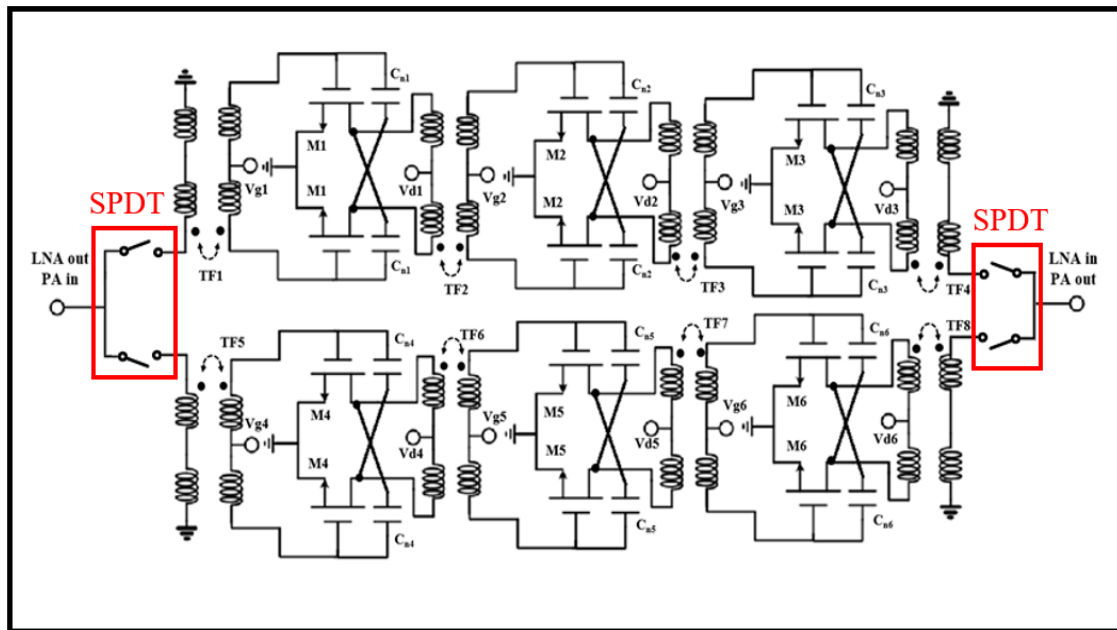 SPDT
LNA out
PA in
TF1
Vg1
M1
M1
Cn1
Cn1
Vd1
TF2
Vg2
M2
M2
Cn2
Cn2
Vd2
TF3
Vg3
M3
M3
Cn3
Cn3
Vd3
TF4
SPDT
LNA in
PA out
TF5
Vg4
M4
M4
Cn4
Cn4
Vd4
TF6
Vg5
M5
M5
Cn5
Cn5
Vd5
TF7
Vg6
M6
M6
Cn6
Cn6
Vd6
TF8